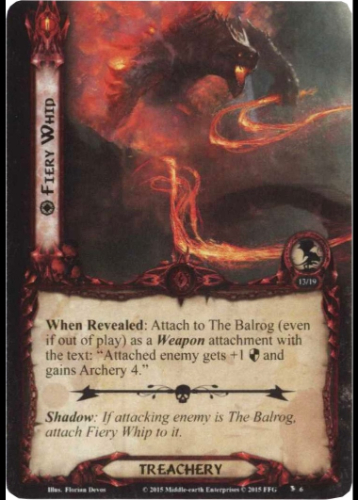 FIERY WHIP
13/19
When Revealed: Attach to The Balrog (even
if out of play) as a Weapon attachment with
the text: "Attached enemy gets +1 and
gains Archery 4."
Shadow: If attacking enemy is The Balrog,
attach Fiery Whip to it.
Illus. Florian Devos © 2015 Middle-earth Enterprises © 2015 FFG 6
TREACHERY